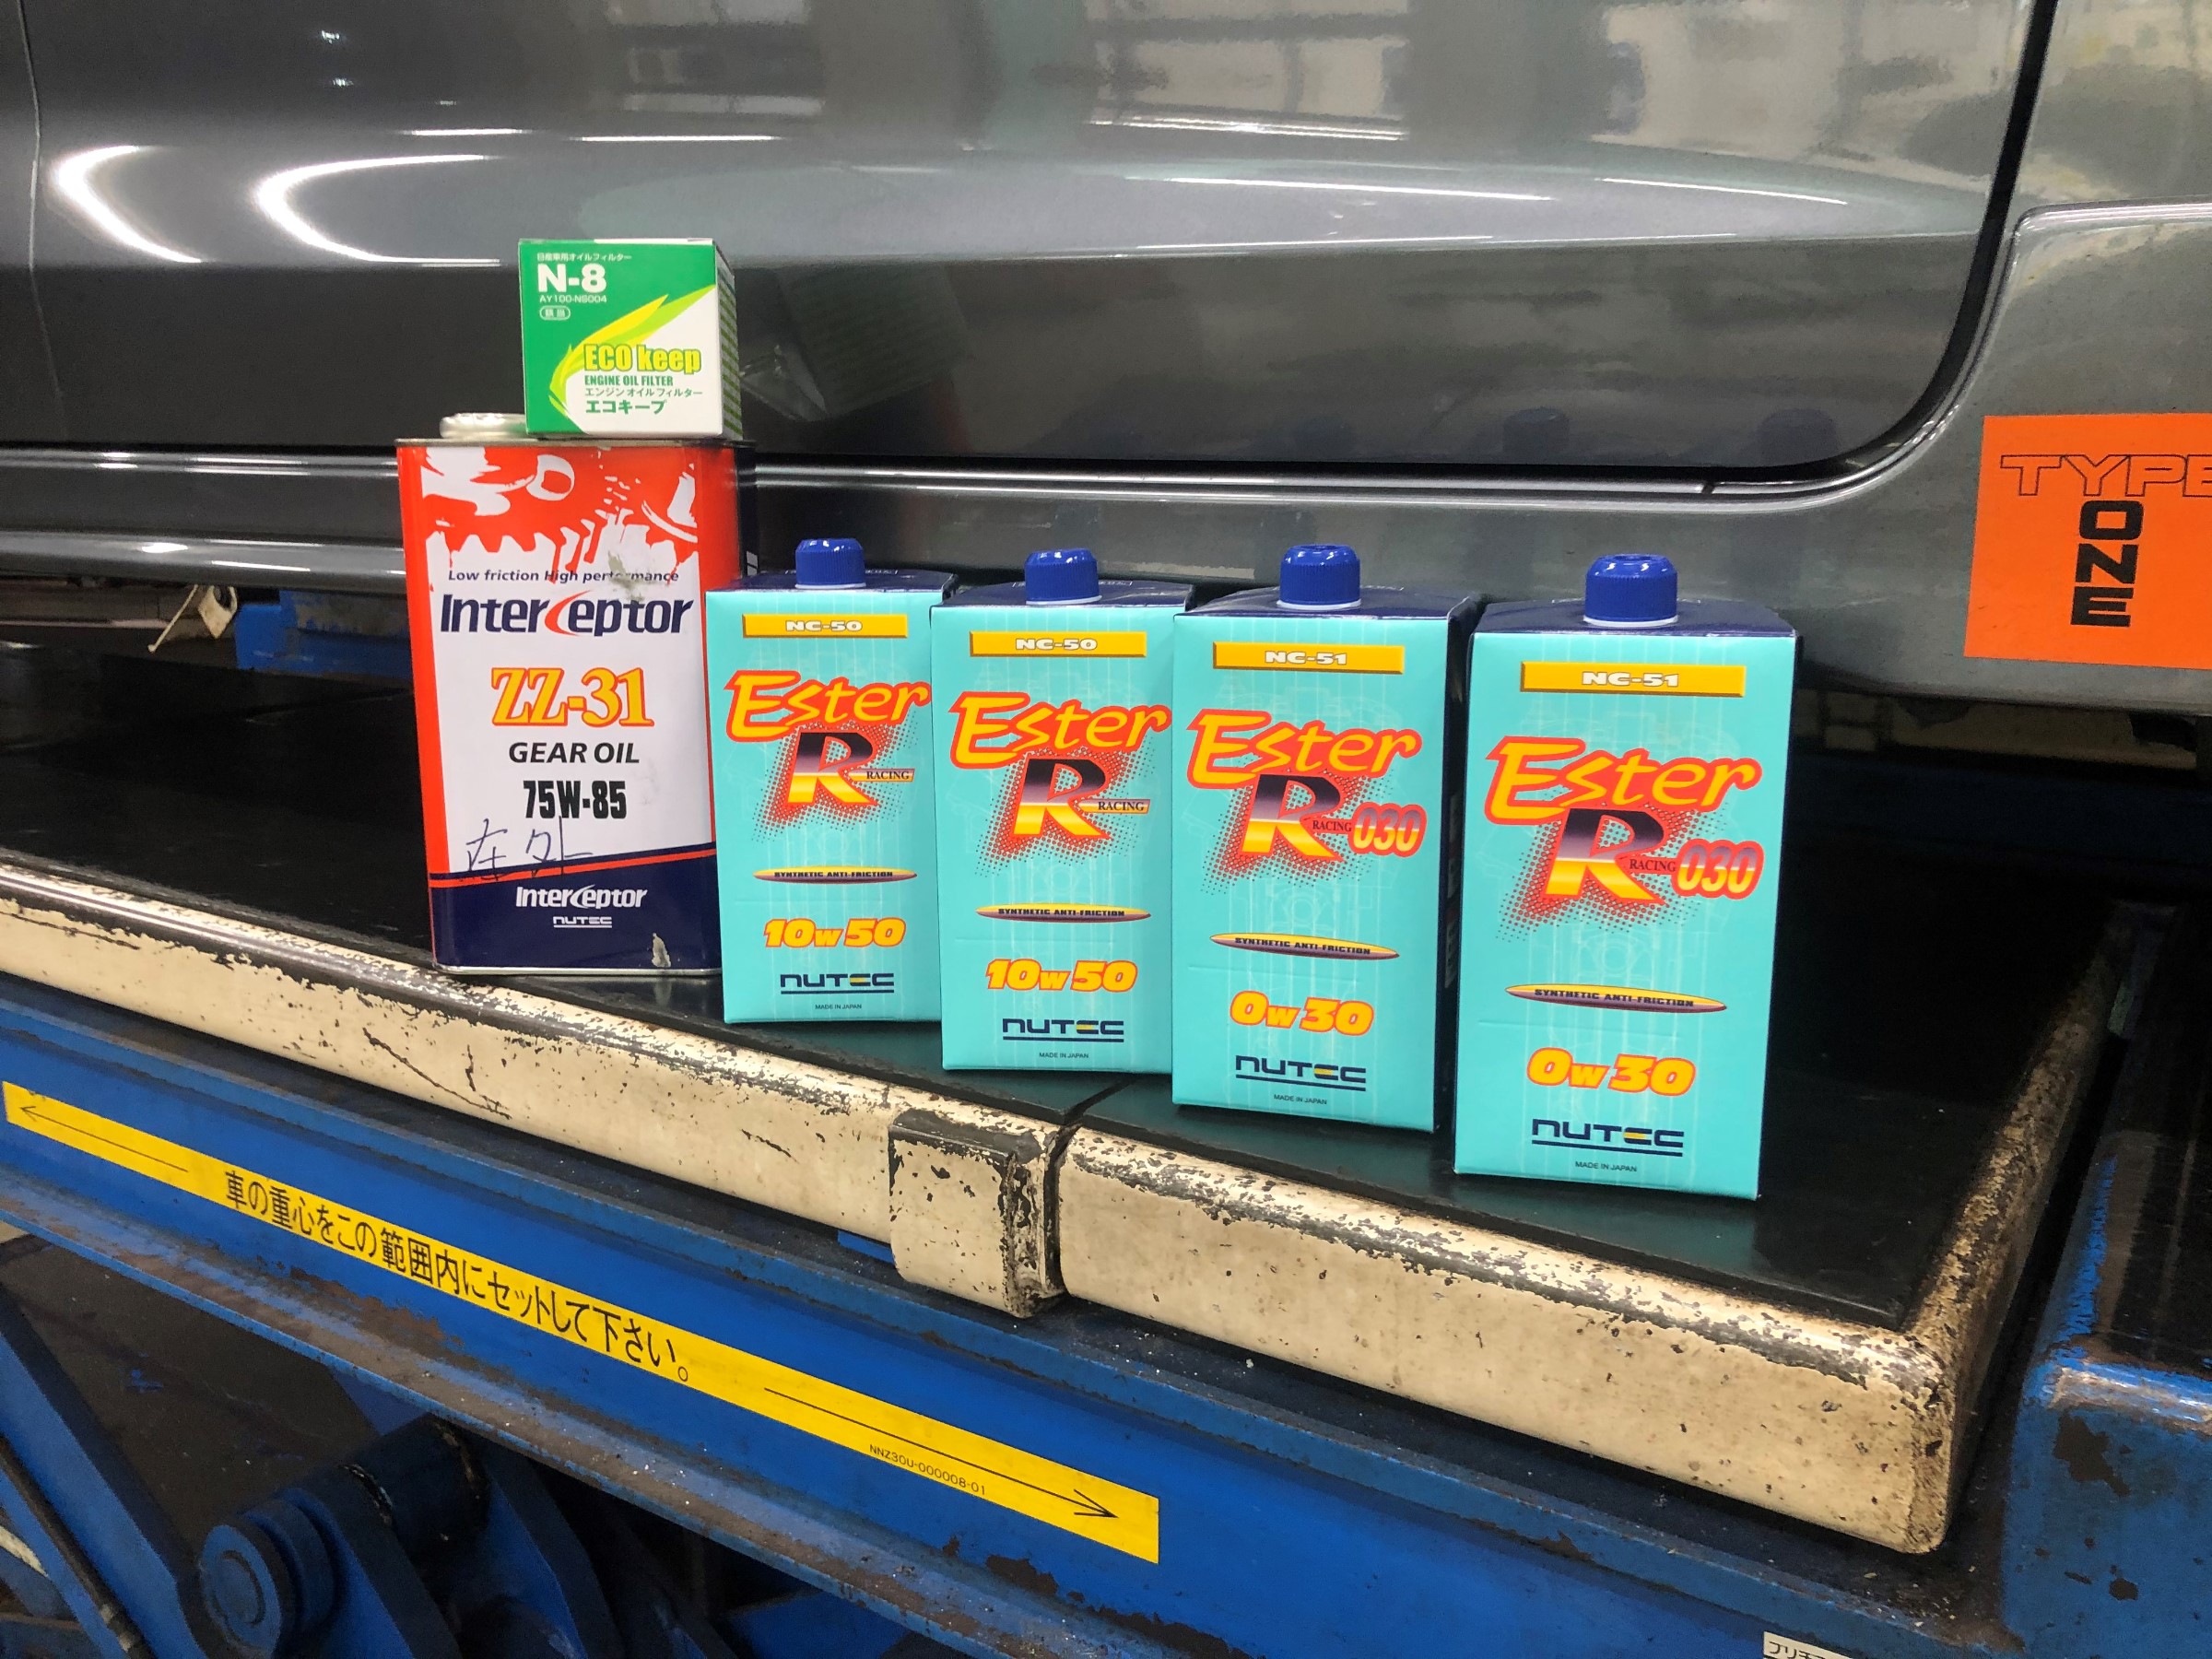 日産車用オイルフィルター
N-8
AY100-NS004
ECO keep
ENGINE OIL FILTER
エンジンオイルフィルター
エコキープ
Low friction High performance
Interceptor
ZZ-31
GEAR OIL
75W-85
在外
Interceptor
NUTEC
NC-50
Ester
R
RACING
SYNTHETIC ANTI-FRICTION
10w50
NUTEC
MADE IN JAPAN
NC-50
Ester
R
RACING
SYNTHETIC ANTI-FRICTION
10w50
NUTEC
MADE IN JAPAN
NC-51
Ester
R
RACING 030
SYNTHETIC ANTI-FRICTION
0w30
NUTEC
MADE IN JAPAN
NC-51
Ester
R
RACING 030
SYNTHETIC ANTI-FRICTION
0w30
NUTEC
MADE IN JAPAN
TYPE
ONE
車の重心をこの範囲内にセットして下さい。
NNZ30U-000008-01